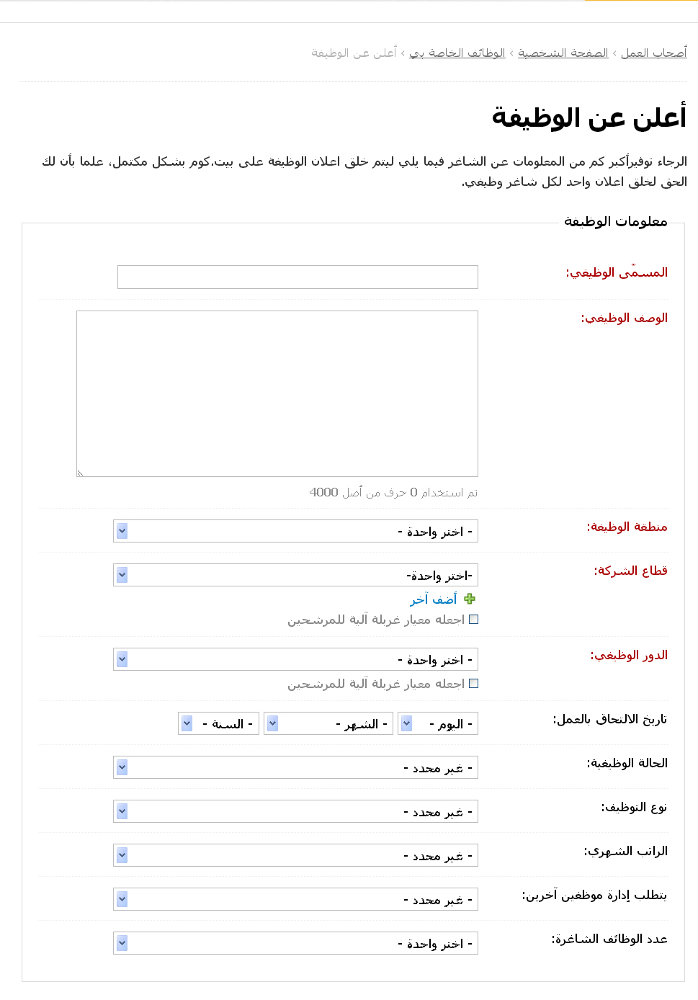 أصحاب العمل › الصفحة الشخصية › الوظائف الخاصة بي › أعلن عن الوظيفة
أعلن عن الوظيفة
الرجاء توفيرأكبر كم من المعلومات عن الشاغر فيما يلي ليتم خلق اعلان الوظيفة على بيت.كوم بشكل مكتمل، علما بأن لك
الحق لخلق اعلان واحد لكل شاغر وظيفي.
معلومات الوظيفة
المسمّى الوظيفي:
الوصف الوظيفي:
تم استخدام 0 حرف من أصل 4000
منطقة الوظيفة: - اختر واحدة -
قطاع الشركة: -اختر واحدة-
أضف آخر
اجعله معيار غربلة آلية للمرشحين
الدور الوظيفي: - اختر واحدة -
اجعله معيار غربلة آلية للمرشحين
تاريخ الالتحاق بالعمل: - اليوم - - الشهر - - السنة -
الحالة الوظيفية: - غير محدد -
نوع التوظيف: - غير محدد -
الراتب الشهري: - غير محدد -
يتطلب إدارة موظفين آخرين: - غير محدد -
عدد الوظائف الشاغرة: - اختر واحدة -